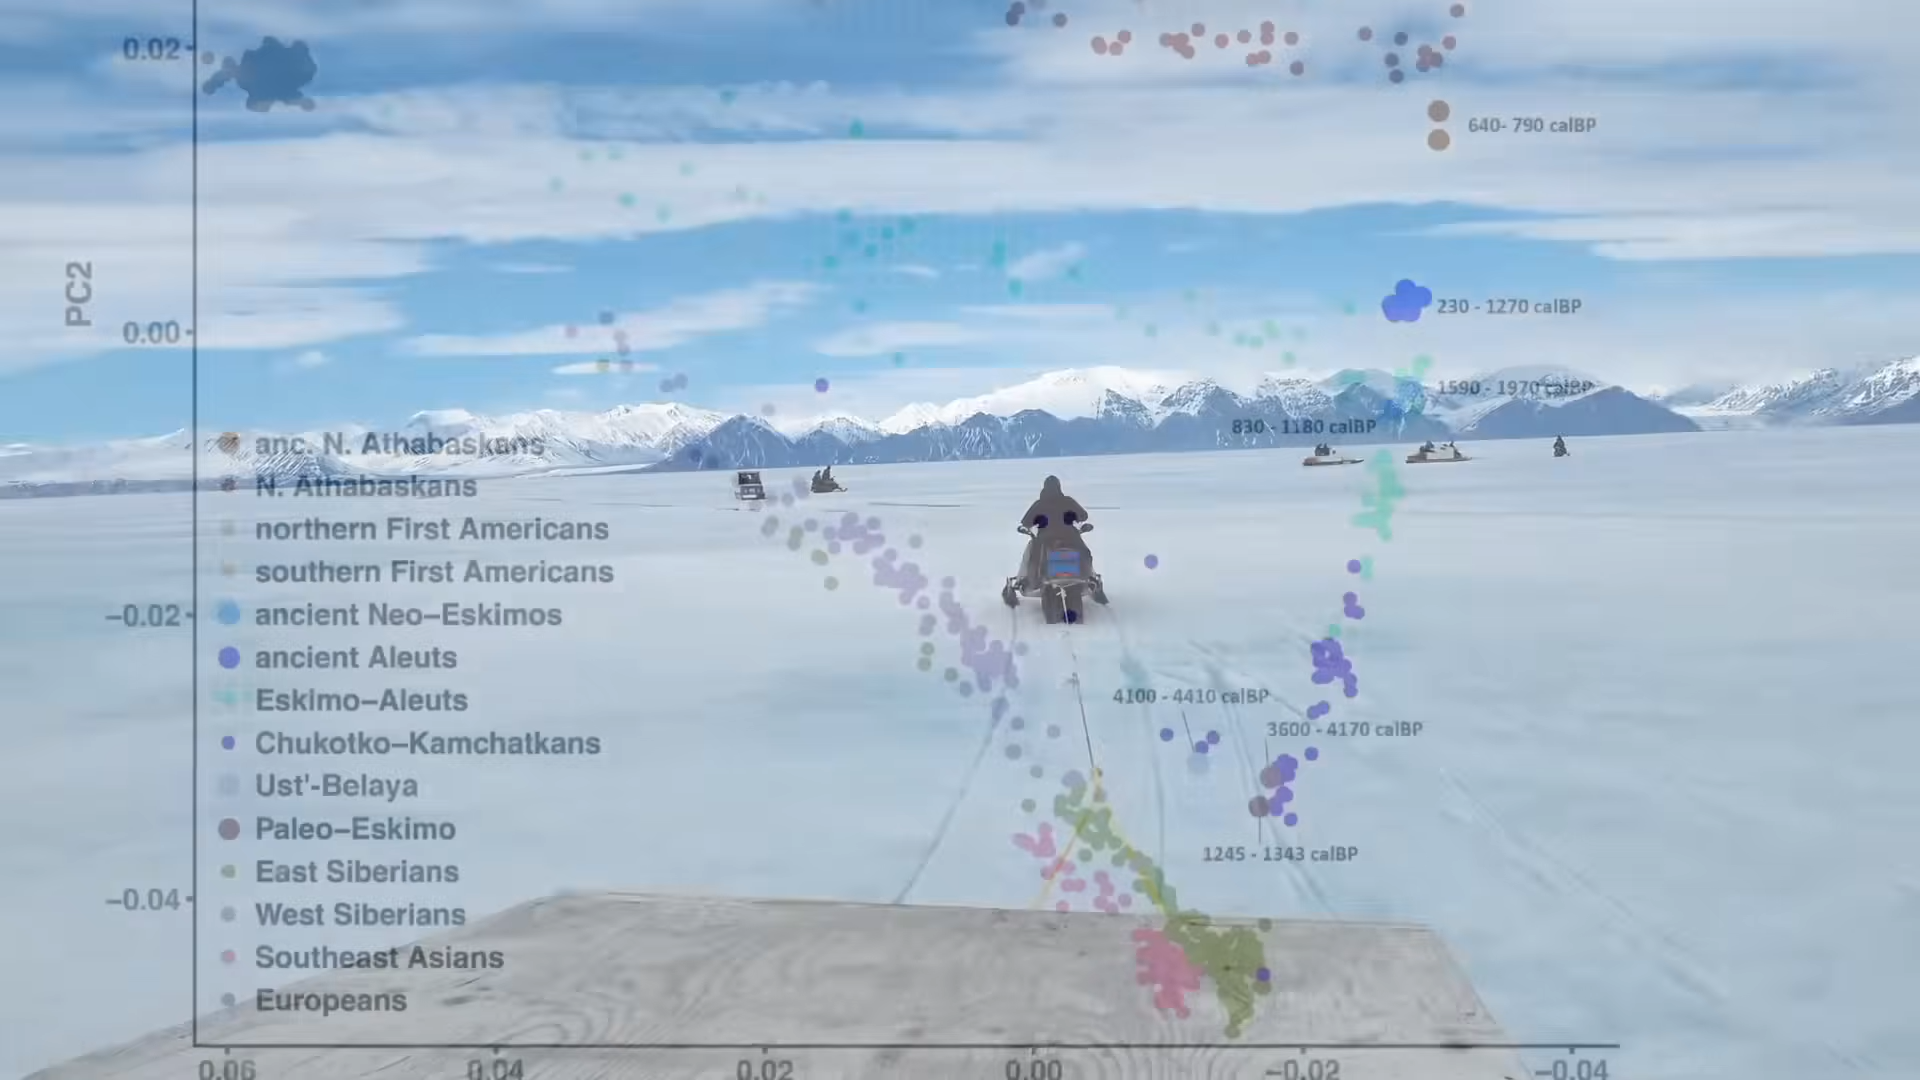 0.02
640- 790 calBP
PC2
230 - 1270 calBP
0.00
1590 - 1970 calBP
830 - 1180 calBP
anc. N. Athabaskans
N. Athabaskans
northern First Americans
southern First Americans
−0.02
ancient Neo–Eskimos
ancient Aleuts
Eskimo–Aleuts
4100 - 4410 calBP
3600 - 4170 calBP
Chukotko–Kamchatkans
Ust'-Belaya
Paleo–Eskimo
1245 - 1343 calBP
East Siberians
−0.04
West Siberians
Southeast Asians
Europeans
0.06 0.04 0.02 0.00 −0.02 −0.04